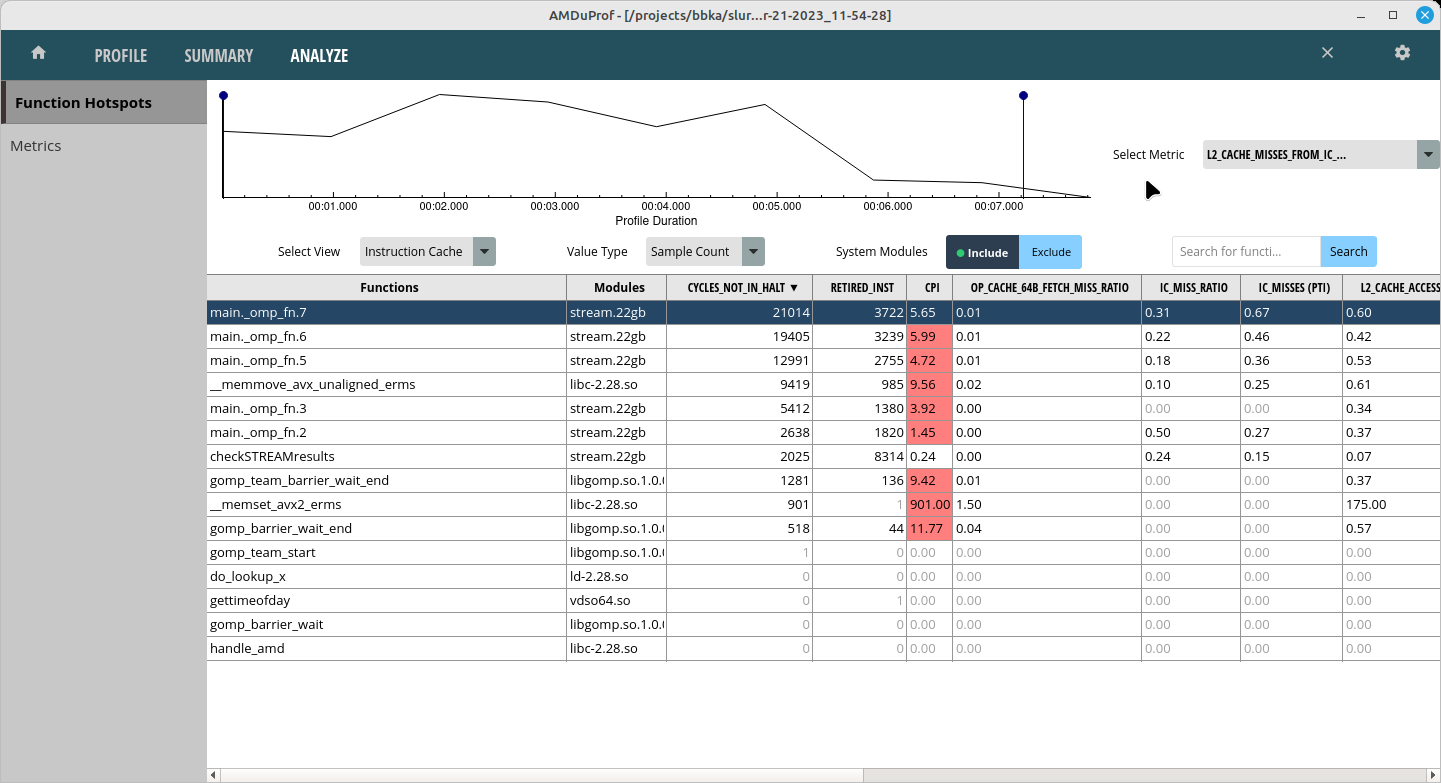 AMDuProf - [/projects/bbka/slur...r-21-2023_11-54-28]
PROFILE SUMMARY ANALYZE
Function Hotspots
Metrics
Select Metric L2_CACHE_MISSES_FROM_IC_...
00:01.000 00:02.000 00:03.000 00:04.000 00:05.000 00:06.000 00:07.000
Profile Duration
Select View Instruction Cache Value Type Sample Count System Modules Include Exclude Search for functi... Search
Functions Modules CYCLES_NOT_IN_HALT RETIRED_INST CPI OP_CACHE_64B_FETCH_MISS_RATIO IC_MISS_RATIO IC_MISSES (PTI) L2_CACHE_ACCESS
main._omp_fn.7 stream.22gb 21014 3722 5.65 0.01 0.31 0.67 0.60
main._omp_fn.6 stream.22gb 19405 3239 5.99 0.01 0.22 0.46 0.42
main._omp_fn.5 stream.22gb 12991 2755 4.72 0.01 0.18 0.36 0.53
__memmove_avx_unaligned_erms libc-2.28.so 9419 985 9.56 0.02 0.10 0.25 0.61
main._omp_fn.3 stream.22gb 5412 1380 3.92 0.00 0.00 0.00 0.34
main._omp_fn.2 stream.22gb 2638 1820 1.45 0.00 0.50 0.27 0.37
checkSTREAMresults stream.22gb 2025 8314 0.24 0.00 0.24 0.15 0.07
gomp_team_barrier_wait_end libgomp.so.1.0.0 1281 136 9.42 0.01 0.00 0.00 0.37
__memset_avx2_erms libc-2.28.so 901 1 901.00 1.50 0.00 0.00 175.00
gomp_barrier_wait_end libgomp.so.1.0.0 518 44 11.77 0.04 0.00 0.00 0.57
gomp_team_start libgomp.so.1.0.0 1 0 0.00 0.00 0.00 0.00 0.00
do_lookup_x ld-2.28.so 0 0 0.00 0.00 0.00 0.00 0.00
gettimeofday vdso64.so 0 1 0.00 0.00 0.00 0.00 0.00
gomp_barrier_wait libgomp.so.1.0.0 0 0 0.00 0.00 0.00 0.00 0.00
handle_amd libc-2.28.so 0 0 0.00 0.00 0.00 0.00 0.00